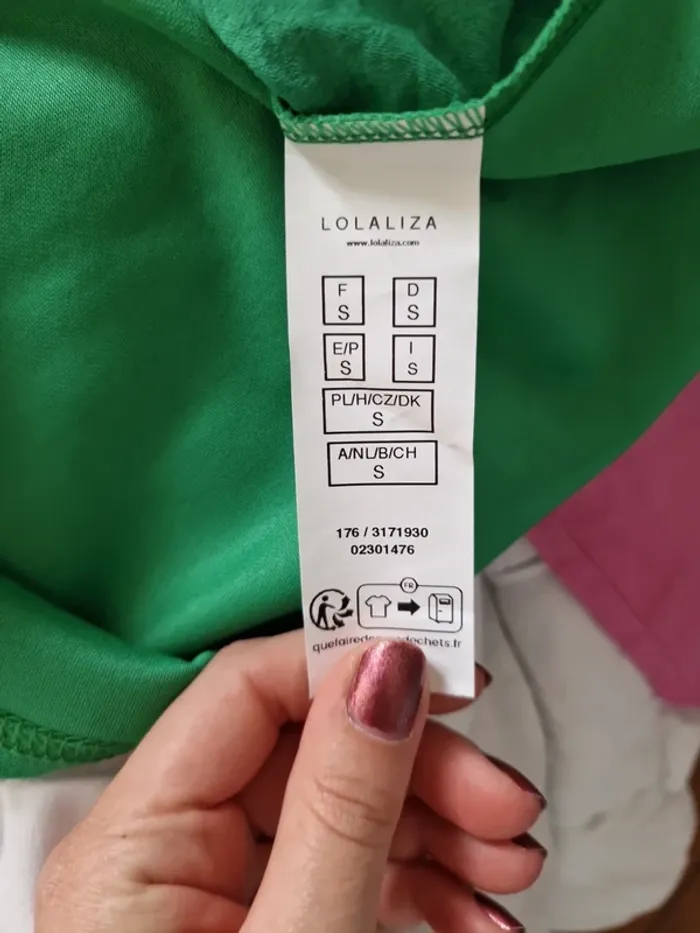 LOLALIZA
www.lolaliza.com
F D
S S
E/P I
S S
PL/H/CZ/DK
S
A/NL/B/CH
S
176 / 3171930
02301476
FR